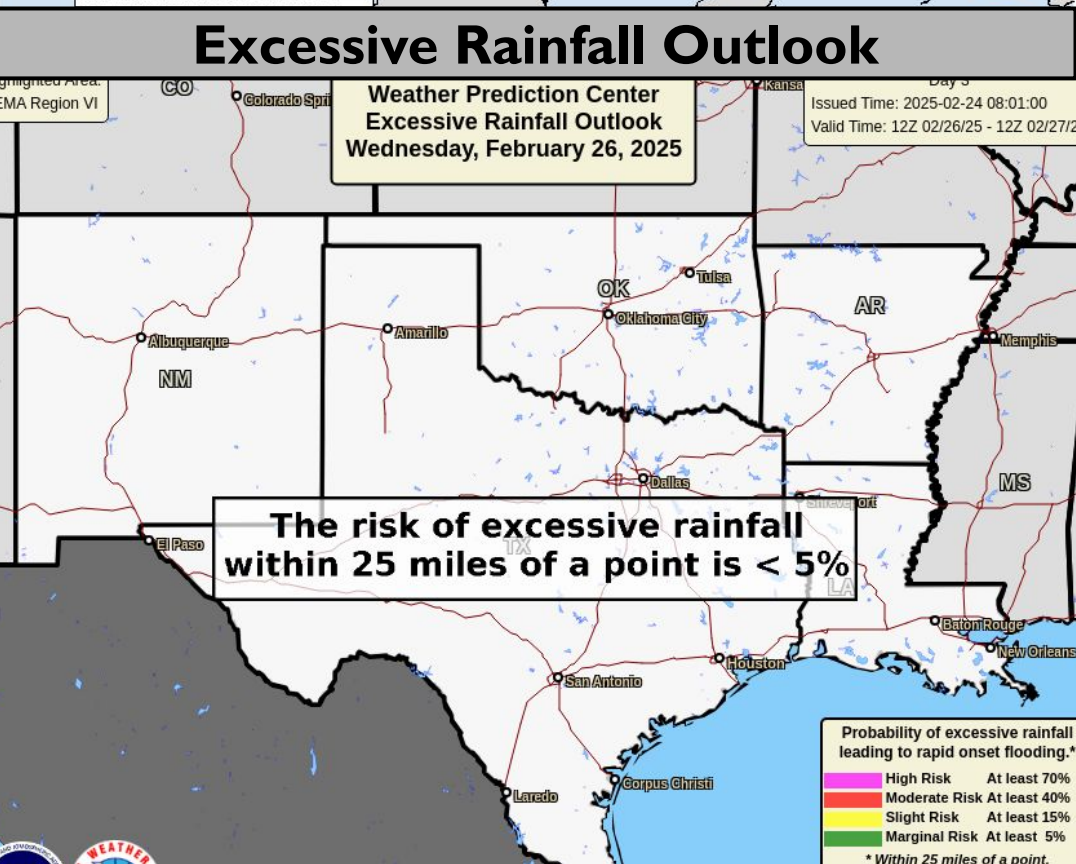 Excessive Rainfall Outlook
Highlighted Area:
FEMA Region VI
Weather Prediction Center
Excessive Rainfall Outlook
Wednesday, February 26, 2025
Day 3
Issued Time: 2025-02-24 08:01:00
Valid Time: 12Z 02/26/25 - 12Z 02/27/2
CO
Colorado Spri
Kansa
Tulsa
OK
Oklahoma City
AR
Amarillo
Albuquerque
Memphis
NM
Dallas
MS
Shreveport
The risk of excessive rainfall
within 25 miles of a point is < 5%
TX
El Paso
LA
Baton Rouge
New Orleans
Houston
San Antonio
Corpus Christi
Laredo
Probability of excessive rainfall
leading to rapid onset flooding.*
High Risk At least 70%
Moderate Risk At least 40%
Slight Risk At least 15%
Marginal Risk At least 5%
* Within 25 miles of a point.
WEATHER